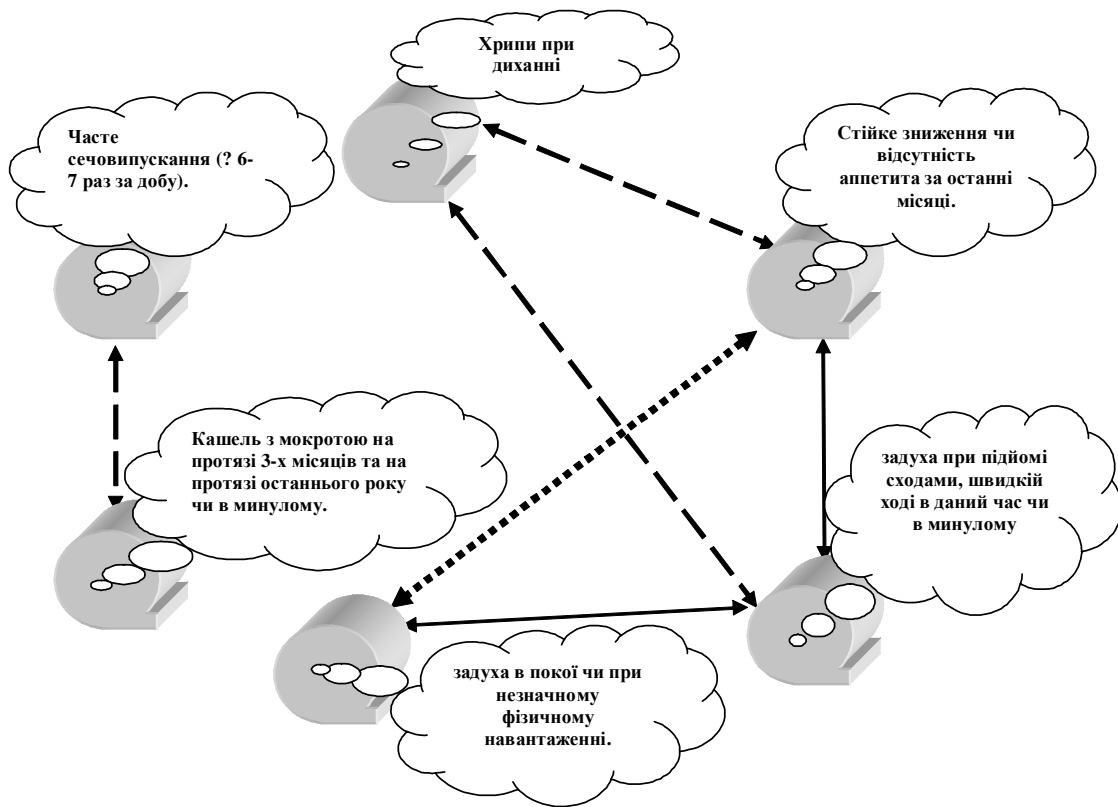 Хрипи при
диханні
Часте
сечовипускання (? 6-
7 раз за добу).
Стійке зниження чи
відсутність
аппетита за останні
місяці.
Кашель з мокротою на
протязі 3-х місяців та на
протязі останнього року
чи в минулому.
задуха при підйомі
сходами, швидкій
ході в даний час чи
в минулому
задуха в покої чи при
незначному
фізичному
навантаженні.